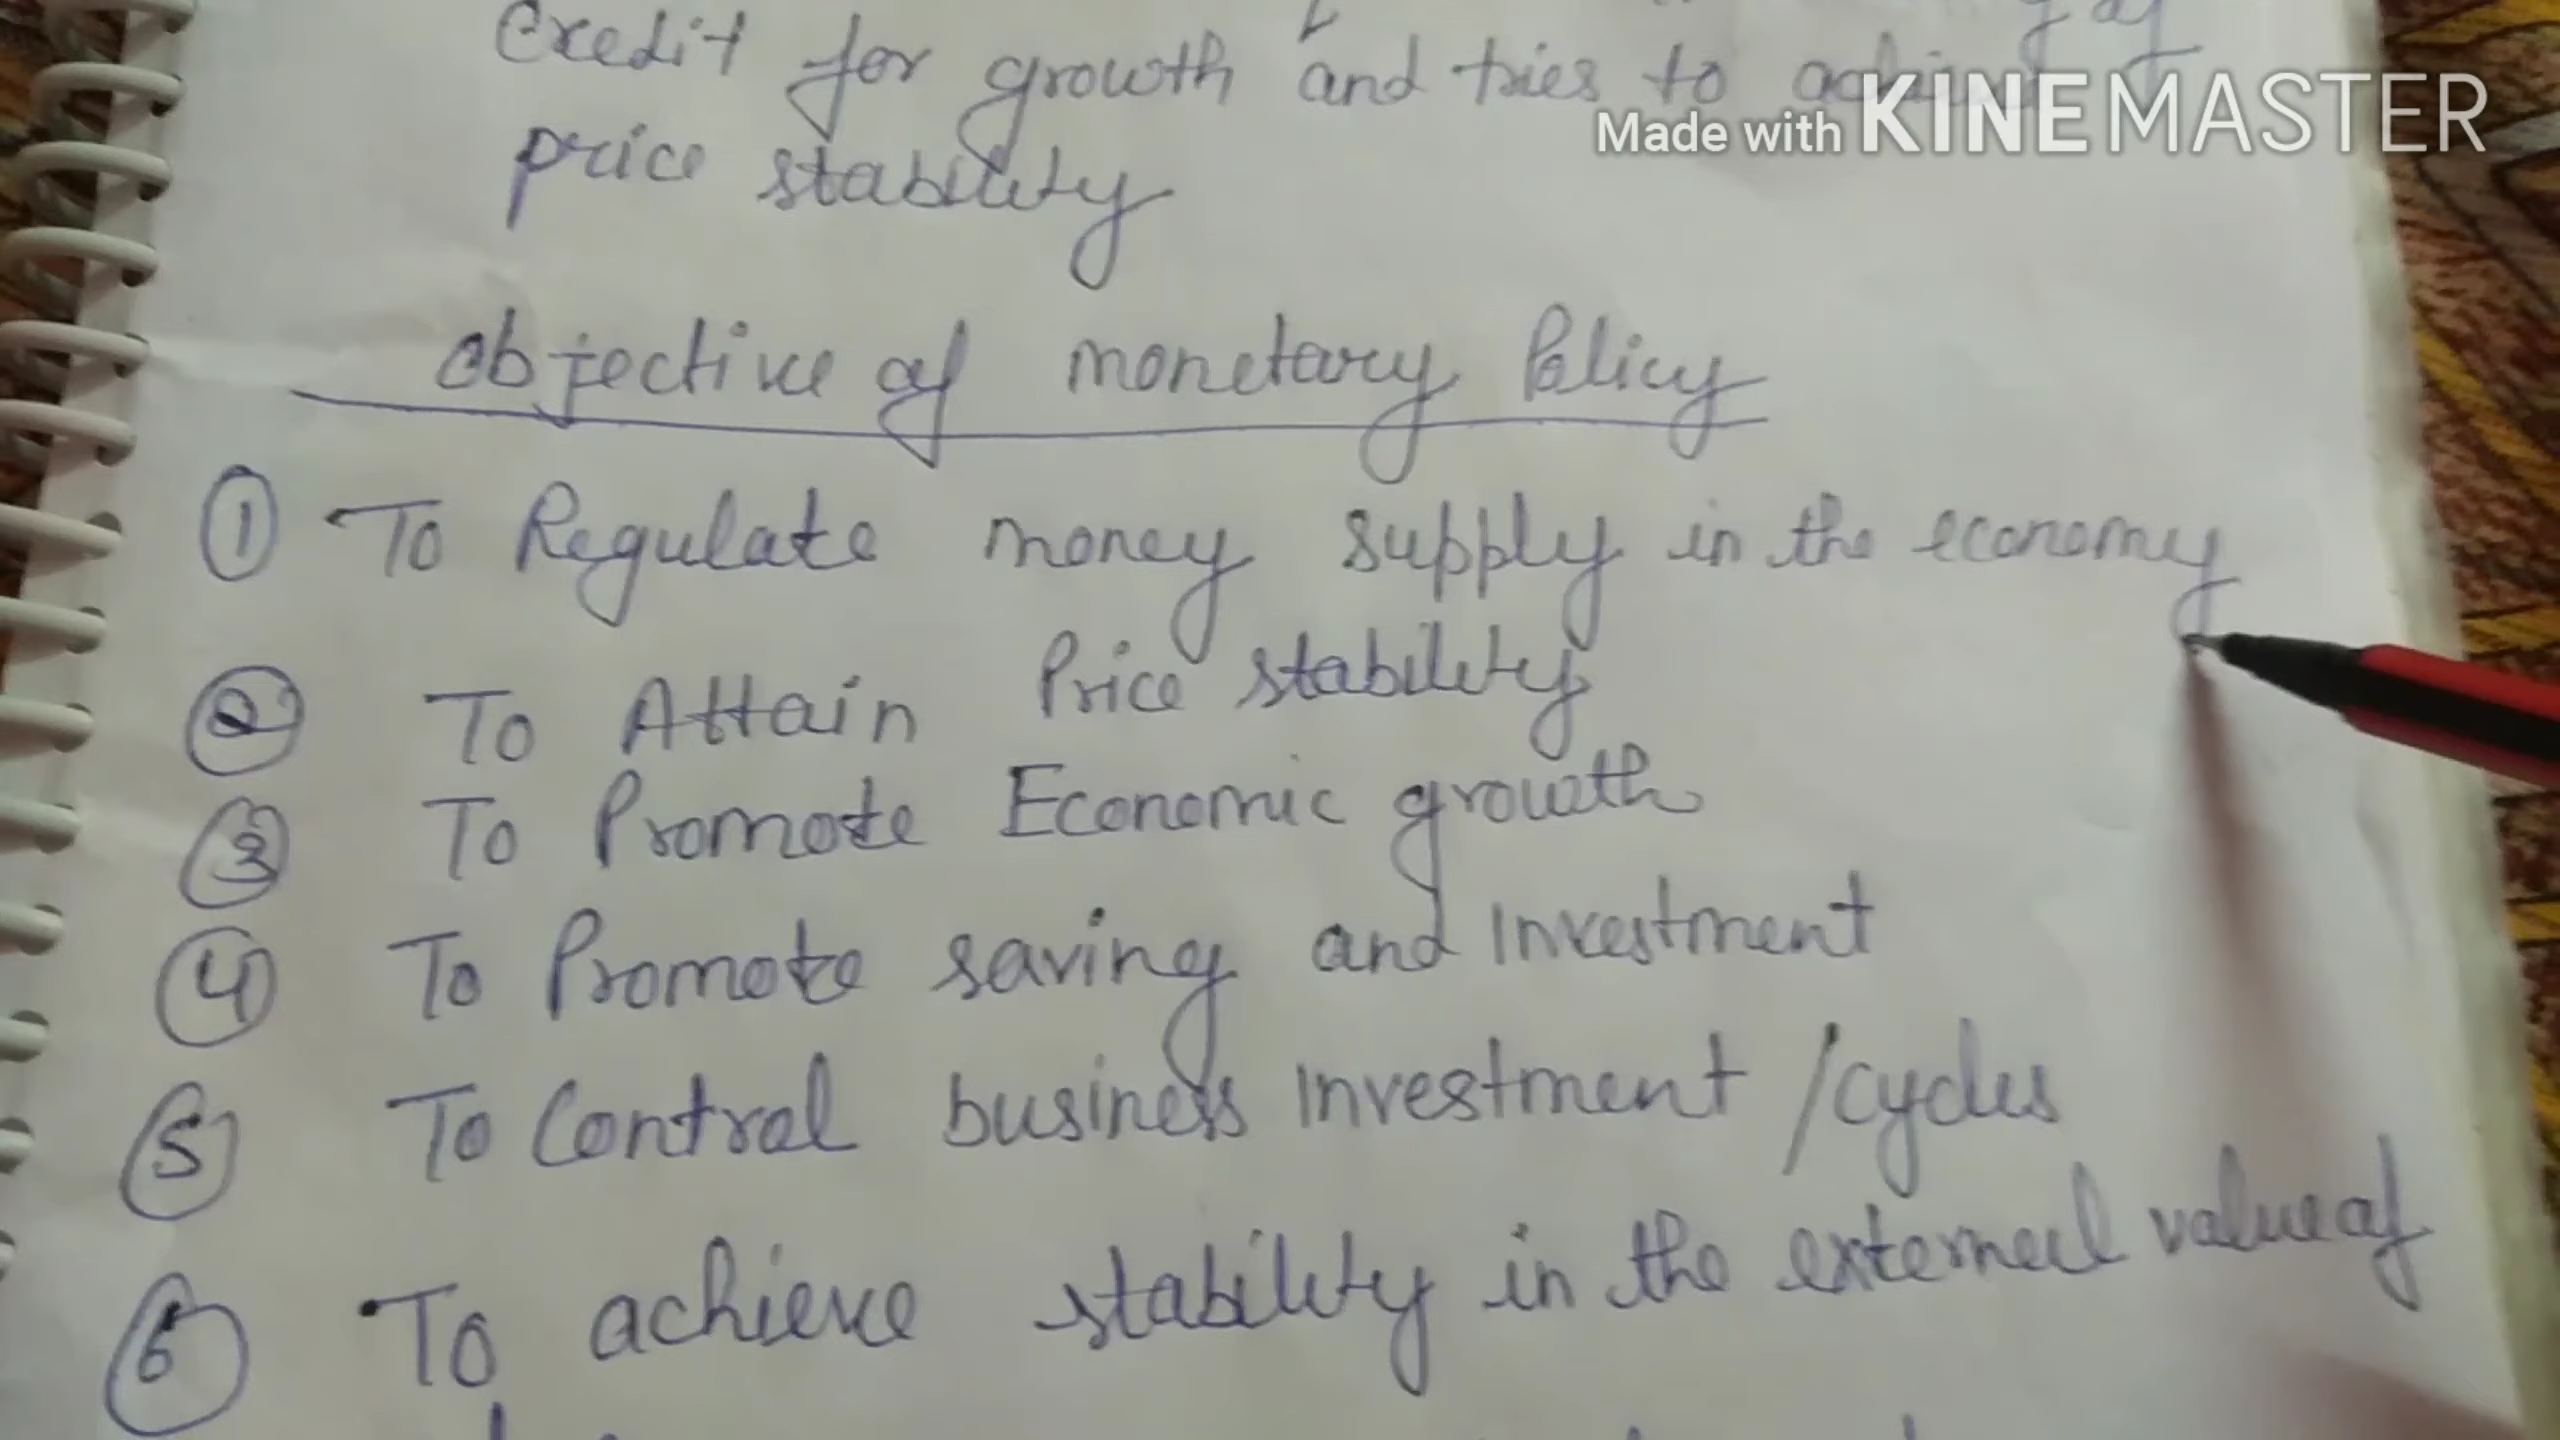 Credit for growth and tries to
Made with KINEMASTER
price stability
Objective of monetary Policy
① To Regulate money supply in the economy
② To Attain Price stability
③ To Promote Economic growth
④ To Promote saving and Investment
⑤ To Control business Investment /cycles
⑥ To achieve stability in the external value of